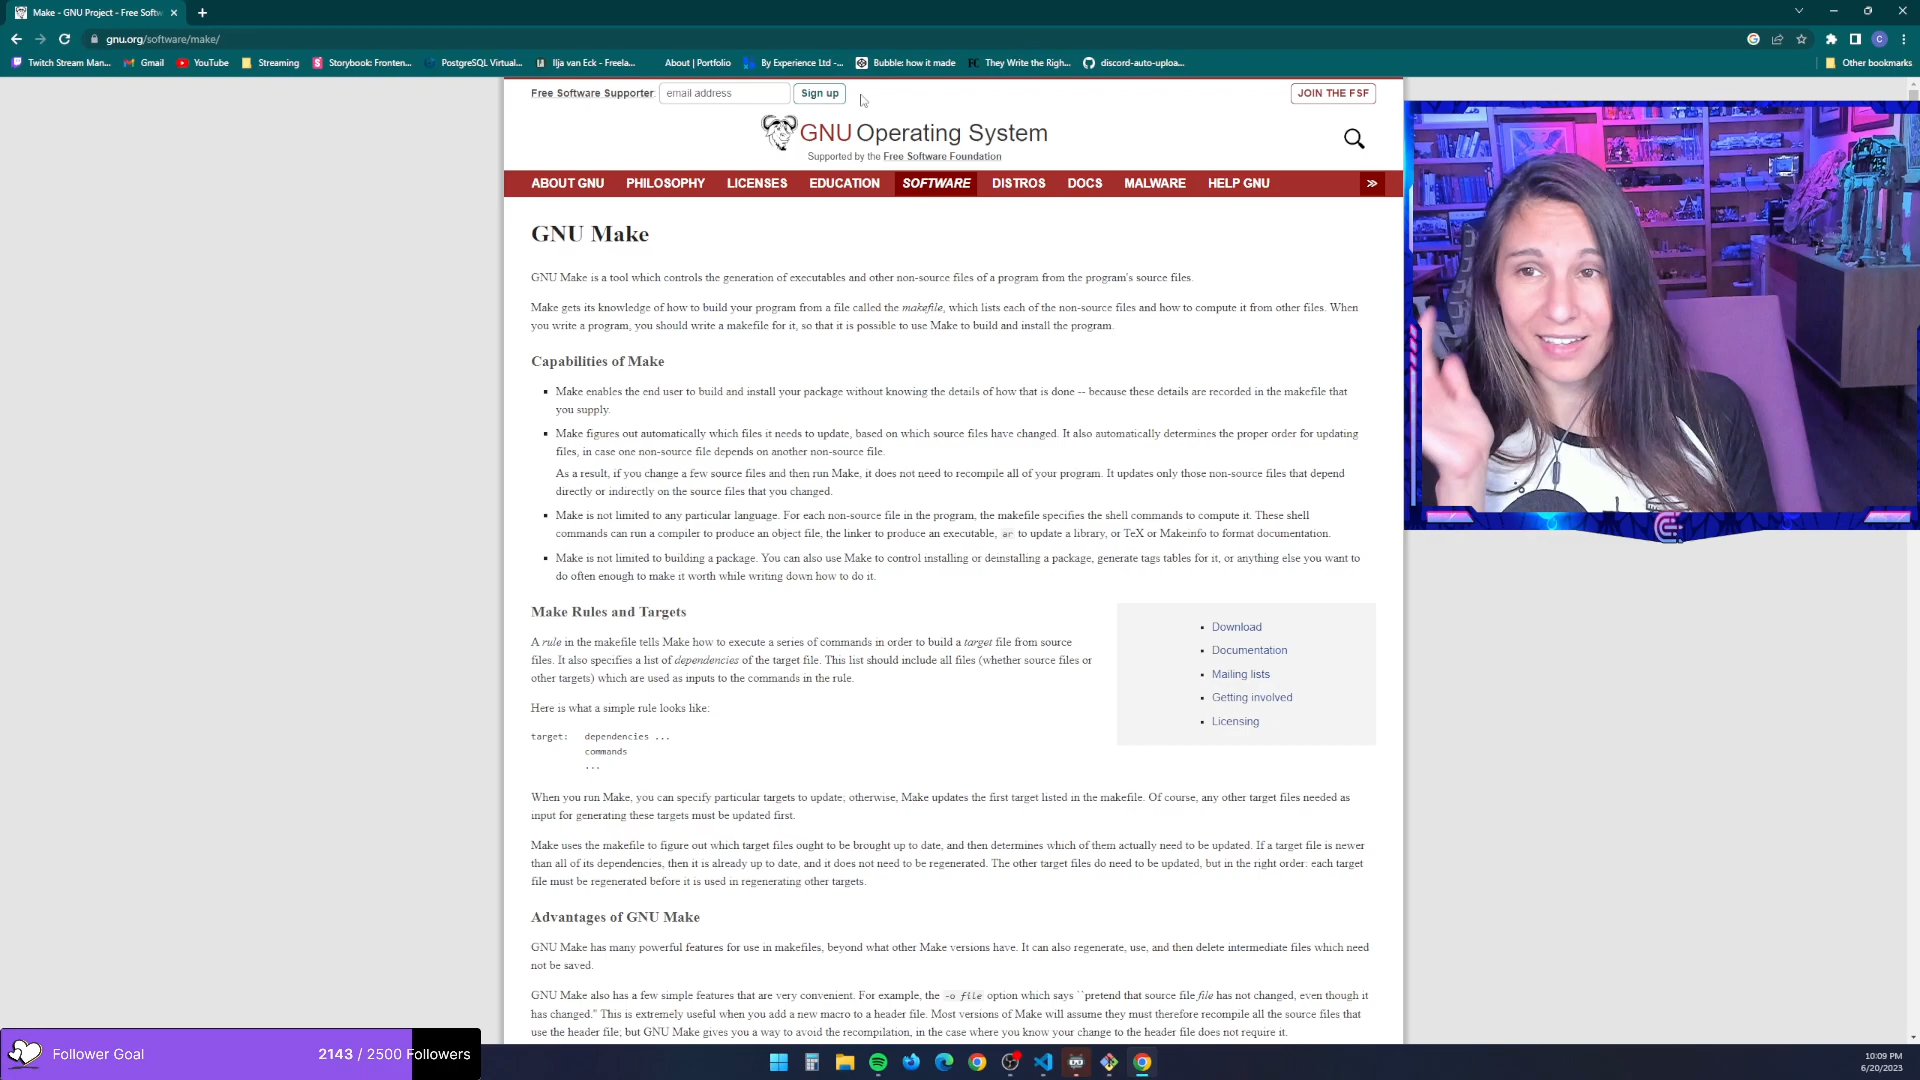 Make - GNU Project - Free Softw
gnu.org/software/make/
Twitch Stream Man...
Gmail
YouTube
Streaming
Storybook: Fronten...
PostgreSQL Virtual...
Ilja van Eck - Freela...
About | Portfolio
By Experience Ltd -...
Bubble: how it made
They Write the Righ...
discord-auto-uploa...
Other bookmarks
Free Software Supporter: email address Sign up
JOIN THE FSF
GNU Operating System
Supported by the Free Software Foundation
ABOUT GNU PHILOSOPHY LICENSES EDUCATION SOFTWARE DISTROS DOCS MALWARE HELP GNU
GNU Make
GNU Make is a tool which controls the generation of executables and other non-source files of a program from the program's source files.
Make gets its knowledge of how to build your program from a file called the makefile, which lists each of the non-source files and how to compute it from other files. When
you write a program, you should write a makefile for it, so that it is possible to use Make to build and install the program.
Capabilities of Make
Make enables the end user to build and install your package without knowing the details of how that is done -- because these details are recorded in the makefile that
you supply.
Make figures out automatically which files it needs to update, based on which source files have changed. It also automatically determines the proper order for updating
files, in case one non-source file depends on another non-source file.
As a result, if you change a few source files and then run Make, it does not need to recompile all of your program. It updates only those non-source files that depend
directly or indirectly on the source files that you changed.
Make is not limited to any particular language. For each non-source file in the program, the makefile specifies the shell commands to compute it. These shell
commands can run a compiler to produce an object file, the linker to produce an executable, ar to update a library, or TeX or Makeinfo to format documentation.
Make is not limited to building a package. You can also use Make to control installing or deinstalling a package, generate tags tables for it, or anything else you want to
do often enough to make it worth while writing down how to do it.
Make Rules and Targets
A rule in the makefile tells Make how to execute a series of commands in order to build a target file from source
files. It also specifies a list of dependencies of the target file. This list should include all files (whether source files or
other targets) which are used as inputs to the commands in the rule.
Here is what a simple rule looks like:
target: dependencies ...
commands
...
Download
Documentation
Mailing lists
Getting involved
Licensing
When you run Make, you can specify particular targets to update; otherwise, Make updates the first target listed in the makefile. Of course, any other target files needed as
input for generating these targets must be updated first.
Make uses the makefile to figure out which target files ought to be brought up to date, and then determines which of them actually need to be updated. If a target file is newer
than all of its dependencies, then it is already up to date, and it does not need to be regenerated. The other target files do need to be updated, but in the right order: each target
file must be regenerated before it is used in regenerating other targets.
Advantages of GNU Make
GNU Make has many powerful features for use in makefiles, beyond what other Make versions have. It can also regenerate, use, and then delete intermediate files which need
not be saved.
GNU Make also has a few simple features that are very convenient. For example, the -o file option which says ``pretend that source file file has not changed, even though it
has changed.'' This is extremely useful when you add a new macro to a header file. Most versions of Make will assume they must therefore recompile all the source files that
use the header file; but GNU Make gives you a way to avoid the recompilation, in the case where you know your change to the header file does not require it.
Follower Goal 2143 / 2500 Followers
10:09 PM
6/20/2023